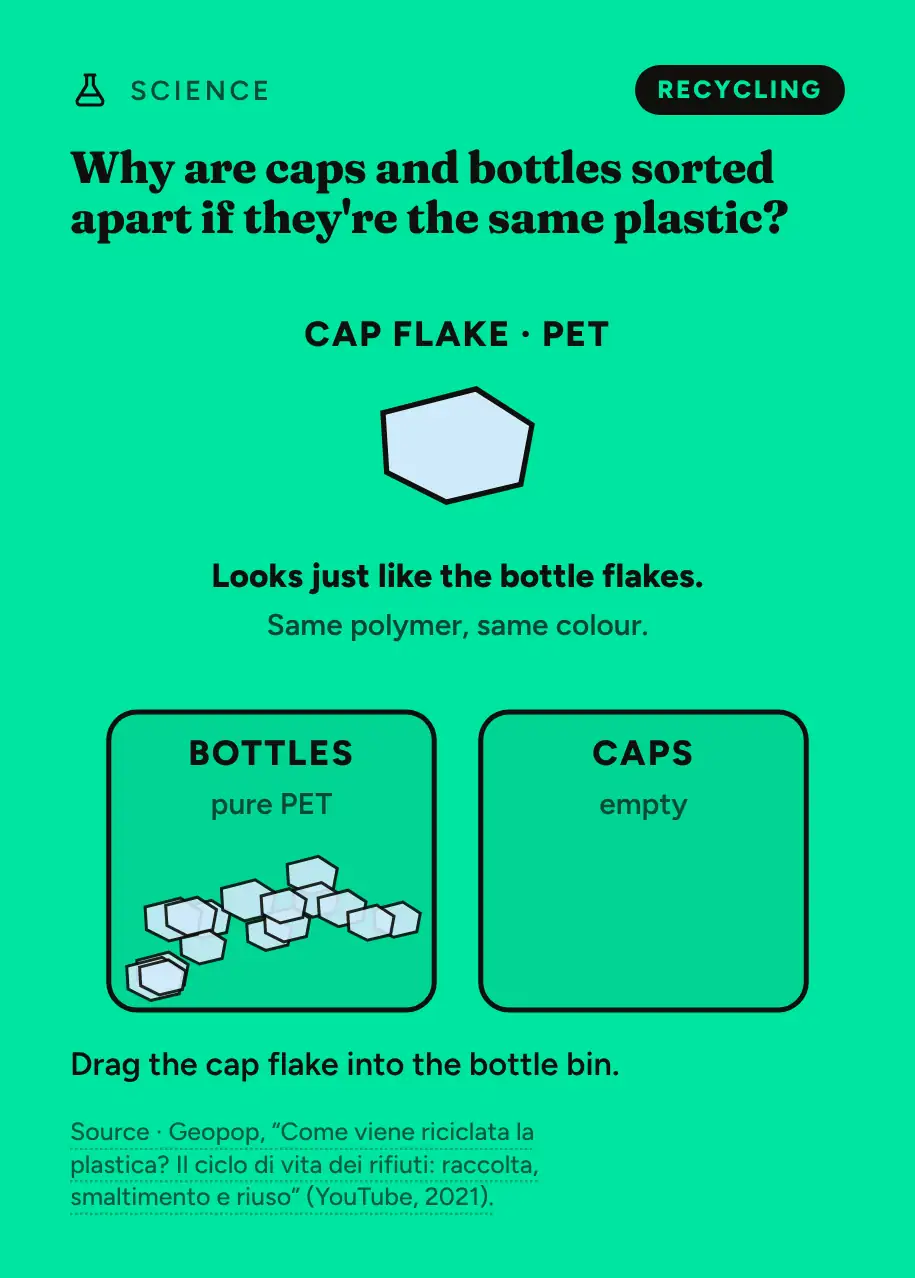 SCIENCE
RECYCLING
Why are caps and bottles sorted
apart if they're the same plastic?
CAP FLAKE · PET
Looks just like the bottle flakes.
Same polymer, same colour.
BOTTLES
pure PET
CAPS
empty
Drag the cap flake into the bottle bin.
Source · Geopop, “Come viene riciclata la
plastica? Il ciclo di vita dei rifiuti: raccolta,
smaltimento e riuso” (YouTube, 2021).